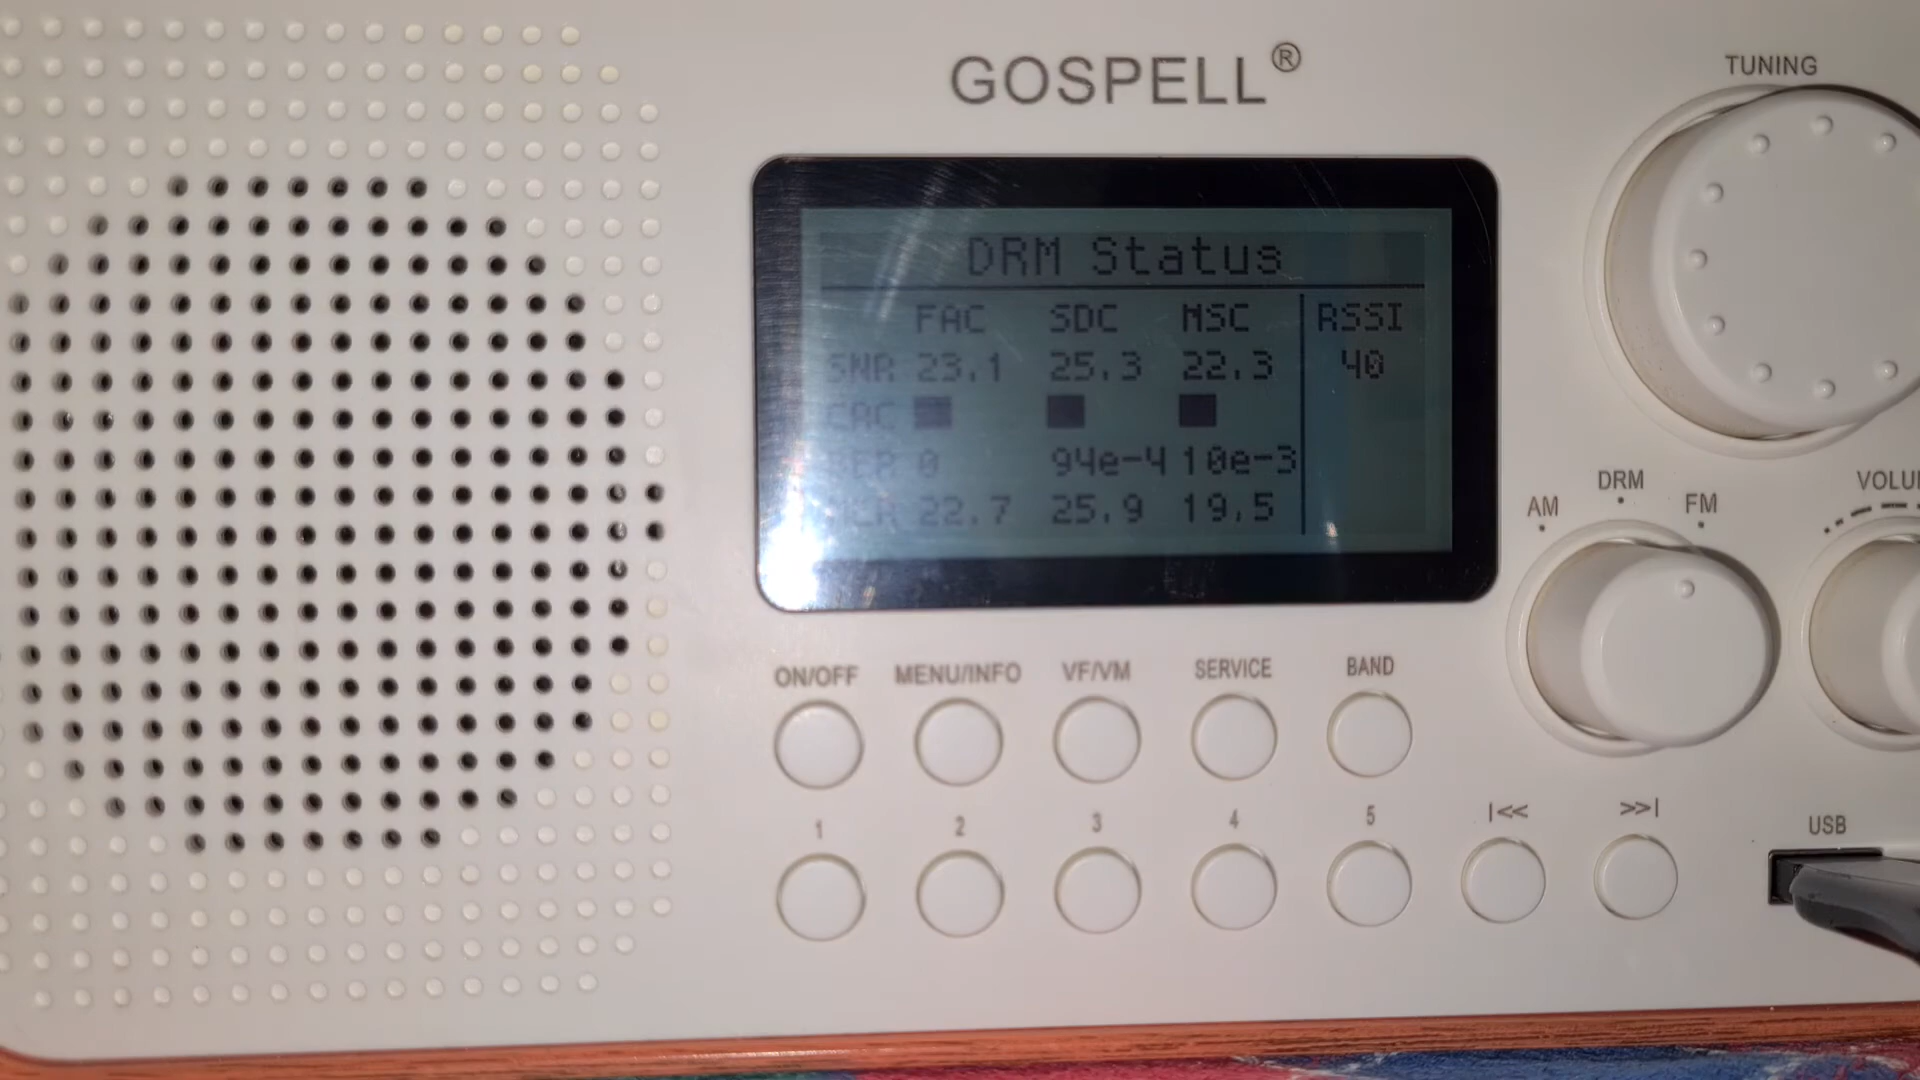 GOSPELL®
TUNING
DRM Status
FAC SDC MSC RSSI
SNR 23.1 25.3 22.3 40
CRC
BER 0 94e-4 10e-3
22.7 25.9 19.5
AM DRM FM
ON/OFF MENU/INFO VF/VM SERVICE BAND
1 2 3 4 5 |<< >>|
USB